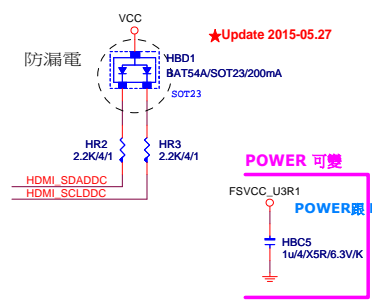 VCC
★Update 2015-05.27
防漏電
HBD1
BAT54A/SOT23/200mA
SOT23
HR2
2.2K/4/1
HR3
2.2K/4/1
HDMI_SDADDC
HDMI_SCLDDC
POWER 可變
FSVCC_U3R1
POWER跟
HBC5
1u/4/X5R/6.3V/K